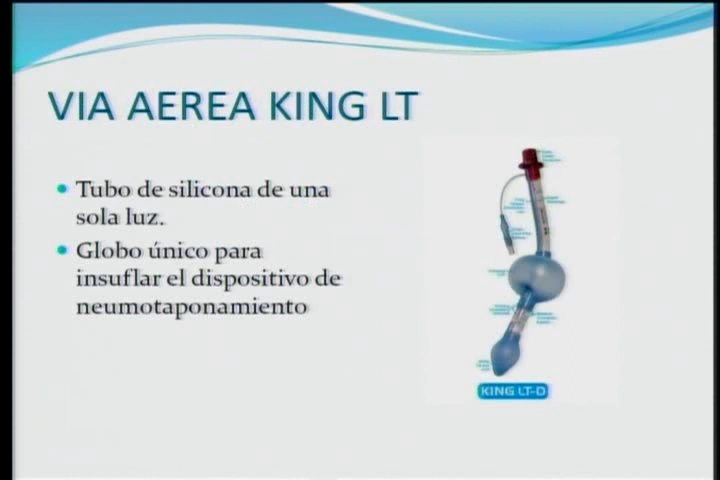 VIA AEREA KING LT
Tubo de silicona de una
sola luz.
Globo único para
insuflar el dispositivo de
neumotaponamiento
KING LT-D